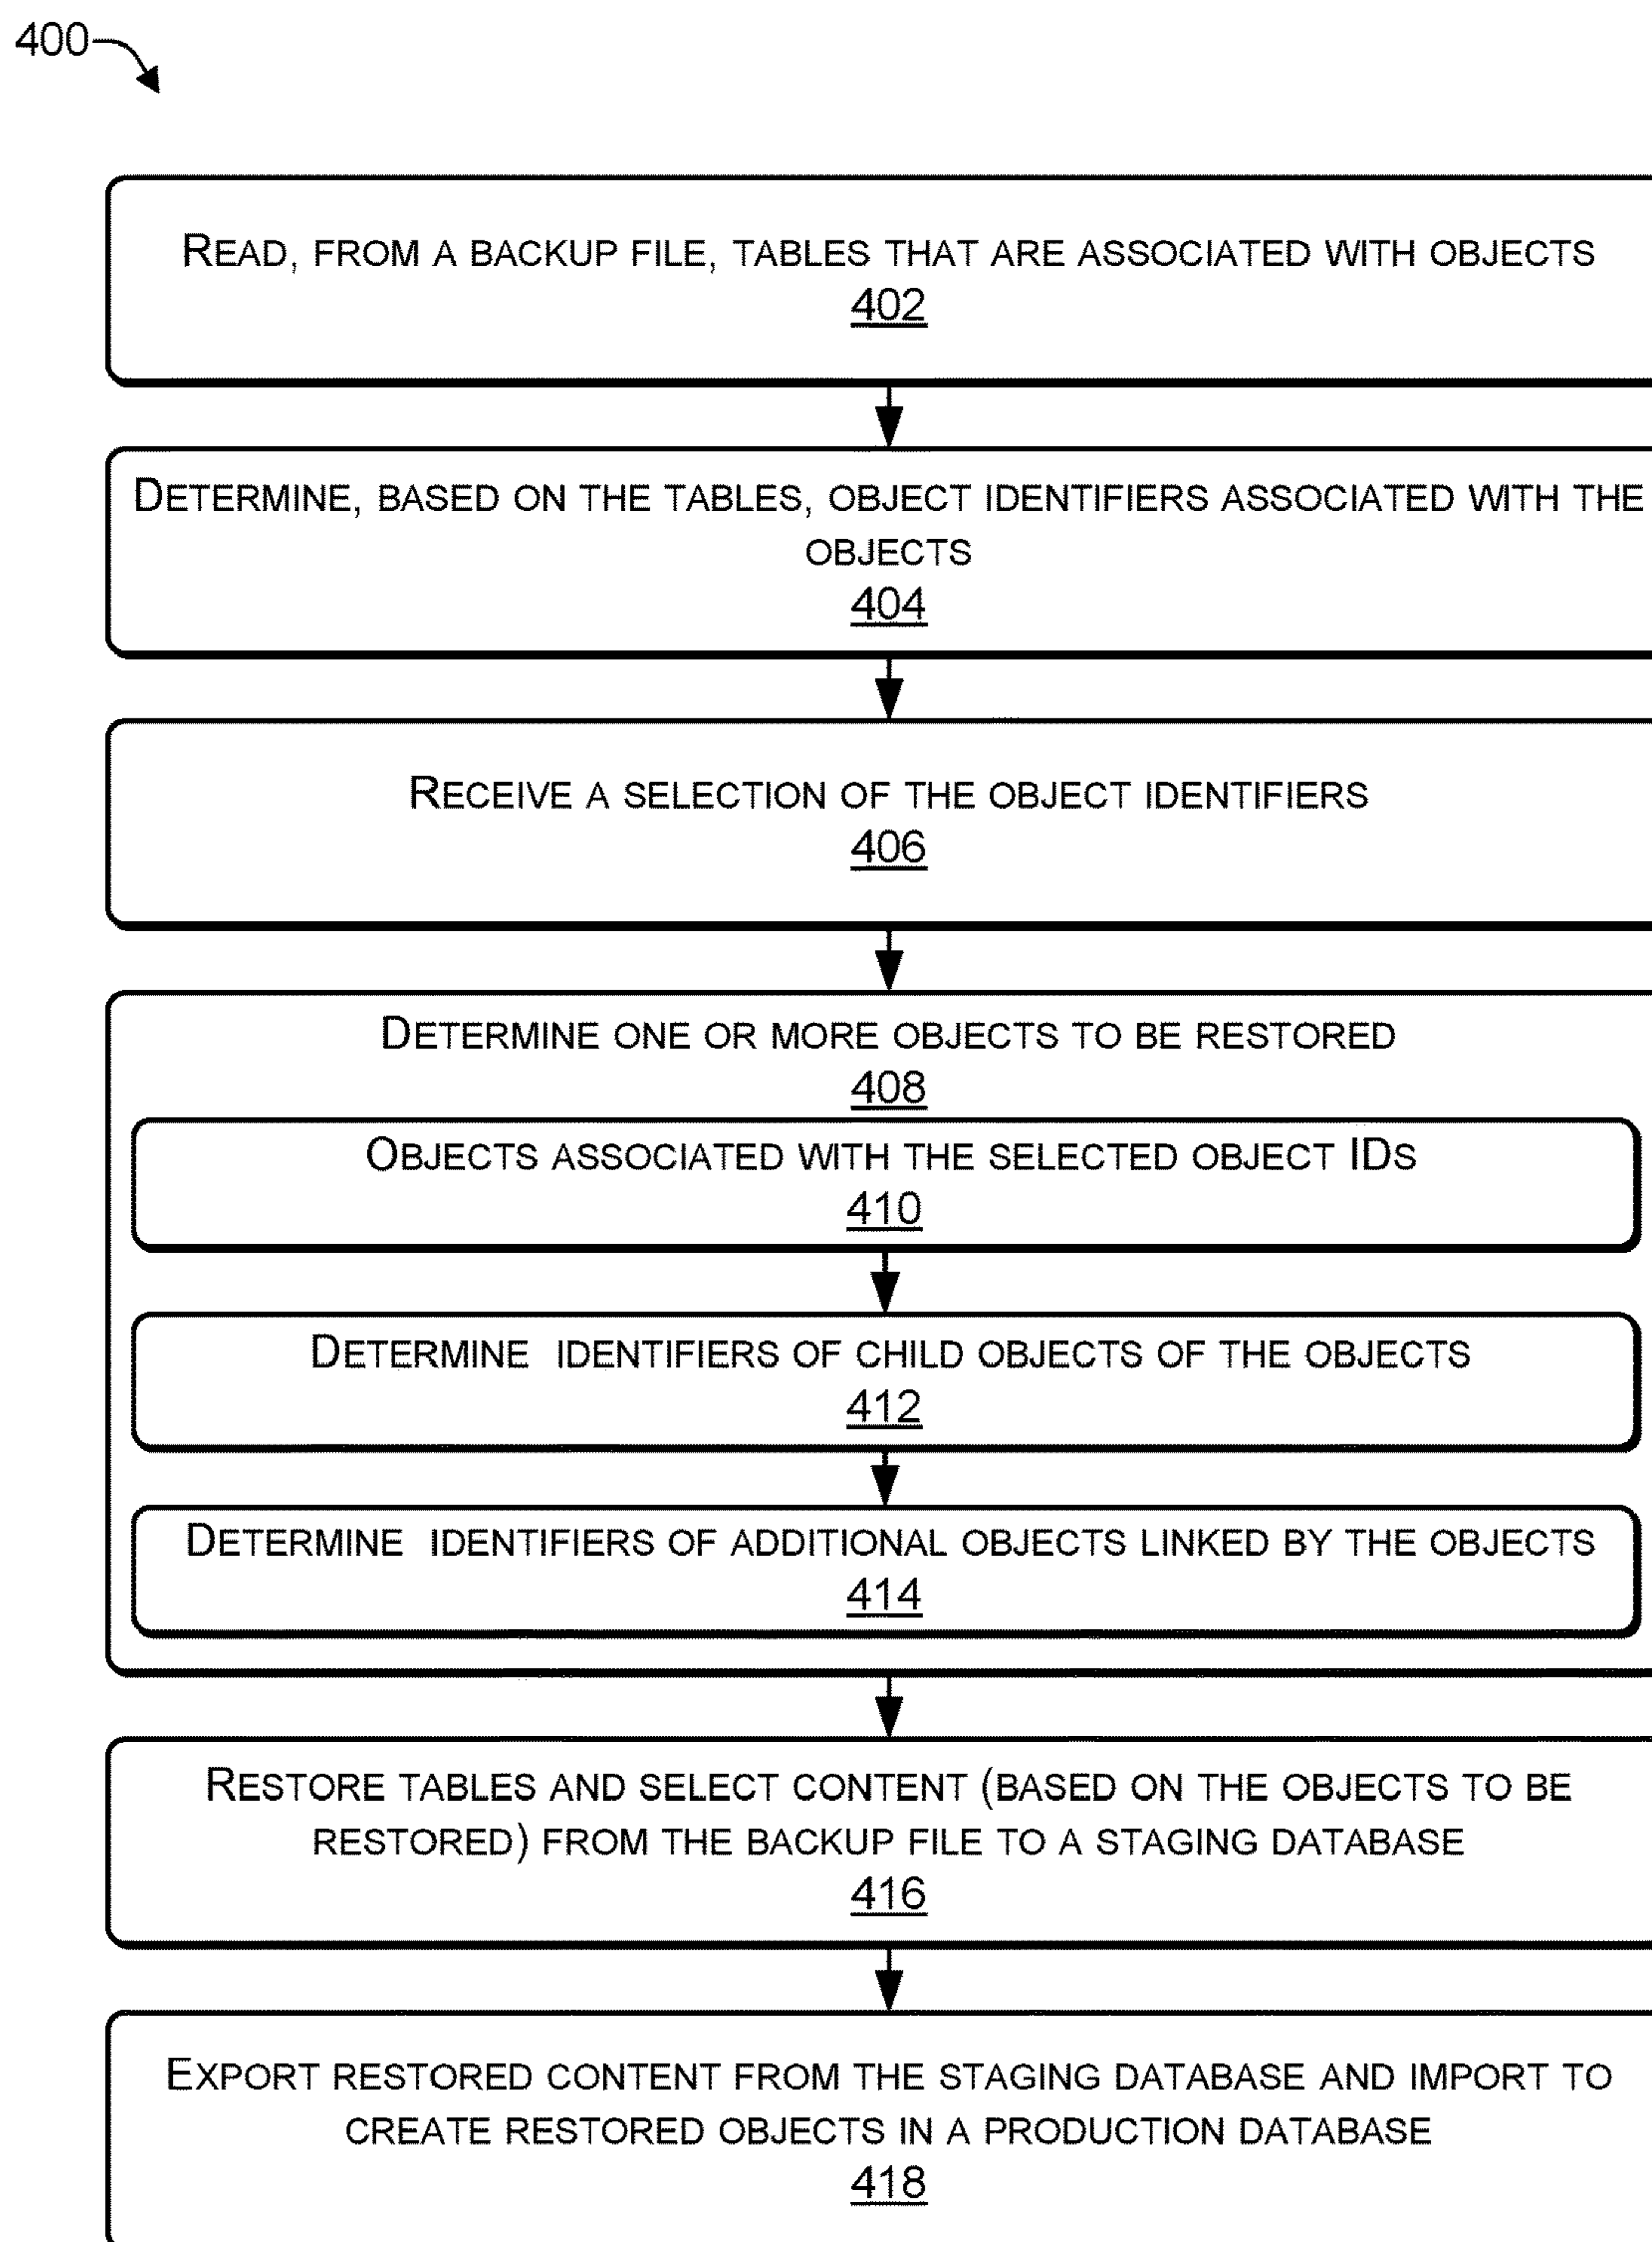 400
READ, FROM A BACKUP FILE, TABLES THAT ARE ASSOCIATED WITH OBJECTS
402
DETERMINE, BASED ON THE TABLES, OBJECT IDENTIFIERS ASSOCIATED WITH THE
OBJECTS
404
RECEIVE A SELECTION OF THE OBJECT IDENTIFIERS
406
DETERMINE ONE OR MORE OBJECTS TO BE RESTORED
408
OBJECTS ASSOCIATED WITH THE SELECTED OBJECT IDS
410
DETERMINE IDENTIFIERS OF CHILD OBJECTS OF THE OBJECTS
412
DETERMINE IDENTIFIERS OF ADDITIONAL OBJECTS LINKED BY THE OBJECTS
414
RESTORE TABLES AND SELECT CONTENT (BASED ON THE OBJECTS TO BE
RESTORED) FROM THE BACKUP FILE TO A STAGING DATABASE
416
EXPORT RESTORED CONTENT FROM THE STAGING DATABASE AND IMPORT TO
CREATE RESTORED OBJECTS IN A PRODUCTION DATABASE
418